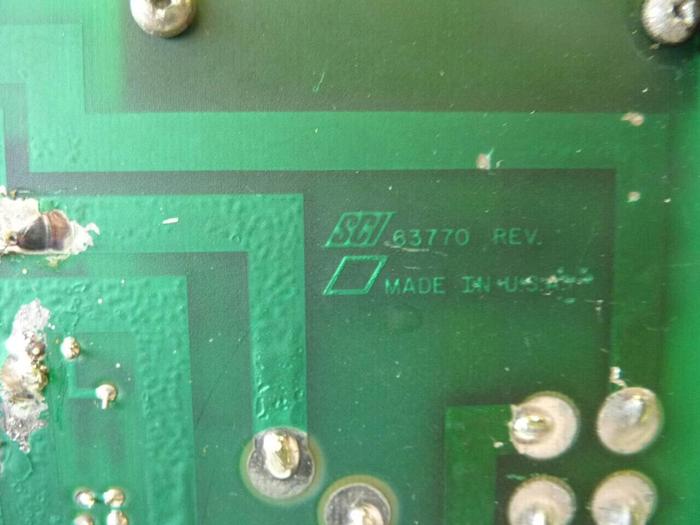 SCI 63770 REV.
MADE IN U.S.A.